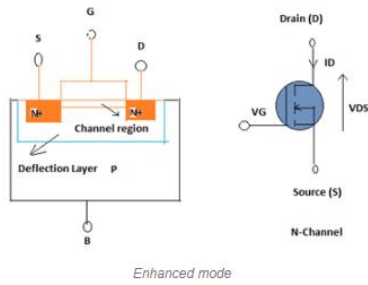 G
S
D
N+
N+
Channel region
Deflection Layer P
B
Drain (D)
ID
VG
VDS
Source (S)
N-Channel
Enhanced mode